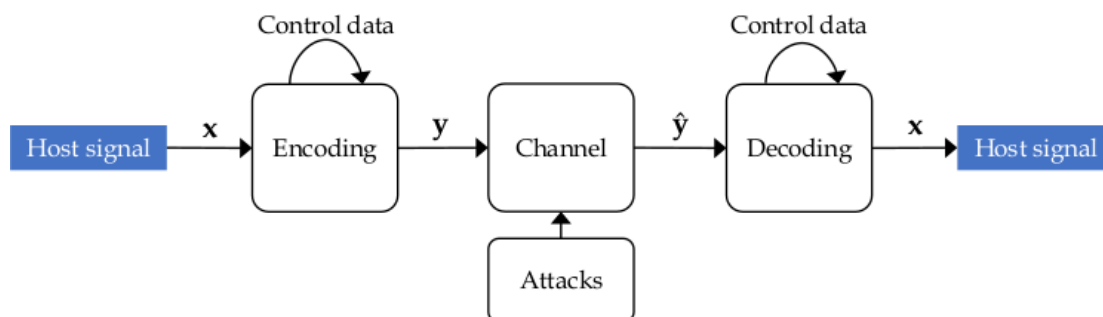 Control data
Control data
Host signal
x
Encoding
y
Channel
ŷ
Decoding
x
Host signal
Attacks